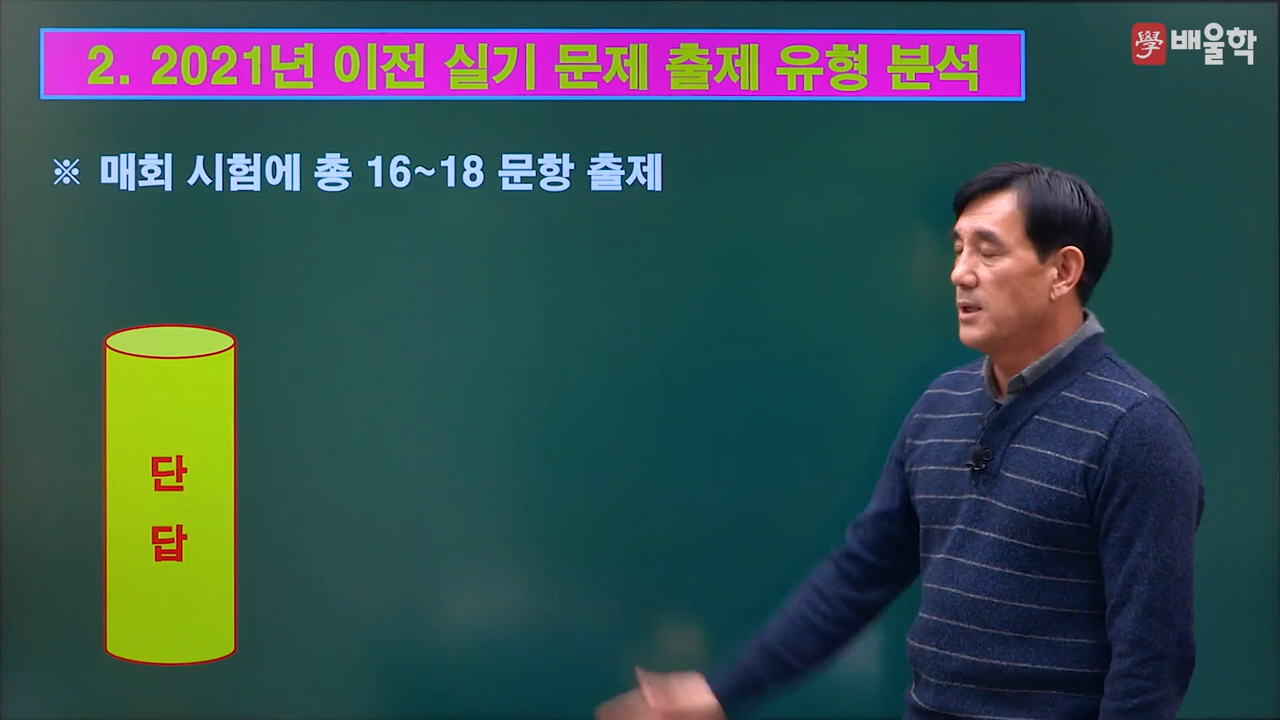 2. 2021년 이전 실기 문제 출제 유형 분석
學 배울학
※ 매회 시험에 총 16~18 문항 출제
단
답